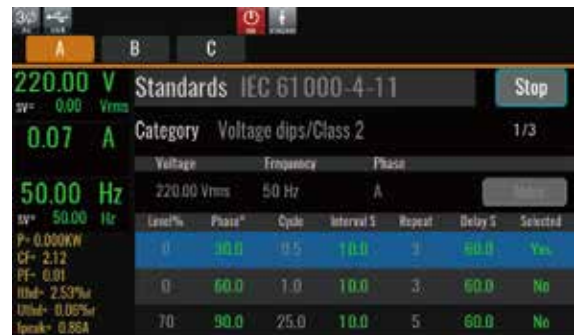 3Ø
A B C
220.00 V
SV= 0.00 Vrms
0.07 A
50.00 Hz
SV= 50.00 Hz
P= 0.000KW
CF= 2.12
PF= 0.01
Ithd= 2.53%
Uthd= 0.06%
Ipeak= 0.86A
Standards IEC 61000-4-11 Stop
Category Voltage dips/Class 2 1/3
Voltage Frequency Phase
220.00 Vrms 50 Hz A
Level% Phase° Cycle Interval S Repeat Delay S Selected
0 30.0 0.5 10.0 3 60.0 Yes
0 60.0 1.0 10.0 3 60.0 No
70 90.0 25.0 10.0 5 60.0 No